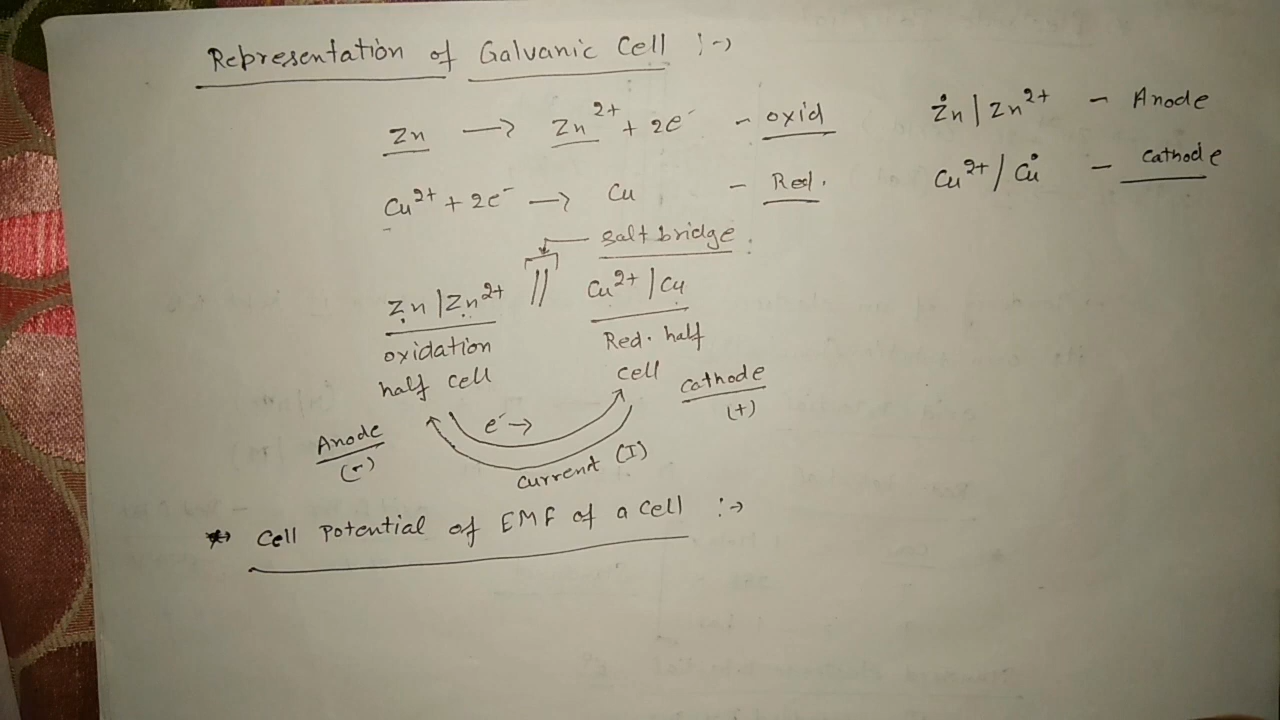 Representation of Galvanic Cell :→
Zn → Zn²⁺ + 2e⁻ - oxid
Zn | Zn²⁺ - Anode
Cu²⁺ + 2e⁻ → Cu - Red.
Cu²⁺ / Cu - Cathode
salt bridge.
Zn | Zn²⁺ // Cu²⁺ | Cu
oxidation
half cell
Red. half
cell
Cathode
(+)
Anode
(-)
e⁻ →
Current (I)
* Cell Potential of EMF of a cell :→